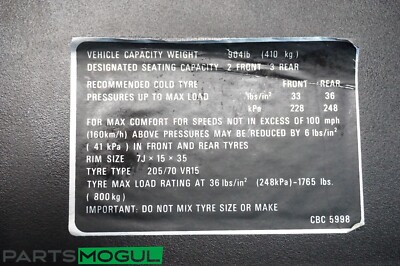 VEHICLE CAPACITY WEIGHT 904lb (410 kg)
DESIGNATED SEATING CAPACITY 2 FRONT 3 REAR
RECOMMENDED COLD TYRE FRONT REAR
PRESSURES UP TO MAX LOAD lbs/in² 33 36
kPa 228 248
FOR MAX COMFORT FOR SPEEDS NOT IN EXCESS OF 100 mph
(160km/h) ABOVE PRESSURES MAY BE REDUCED BY 6 lbs/in²
(41 kPa) IN FRONT AND REAR TYRES
RIM SIZE 7J × 15 × 35
TYRE TYPE 205/70 VR15
TYRE MAX LOAD RATING AT 36 lbs/in² (248kPa)-1765 lbs.
(800kg)
IMPORTANT: DO NOT MIX TYRE SIZE OR MAKE
CBC 5998
PARTSMOGUL